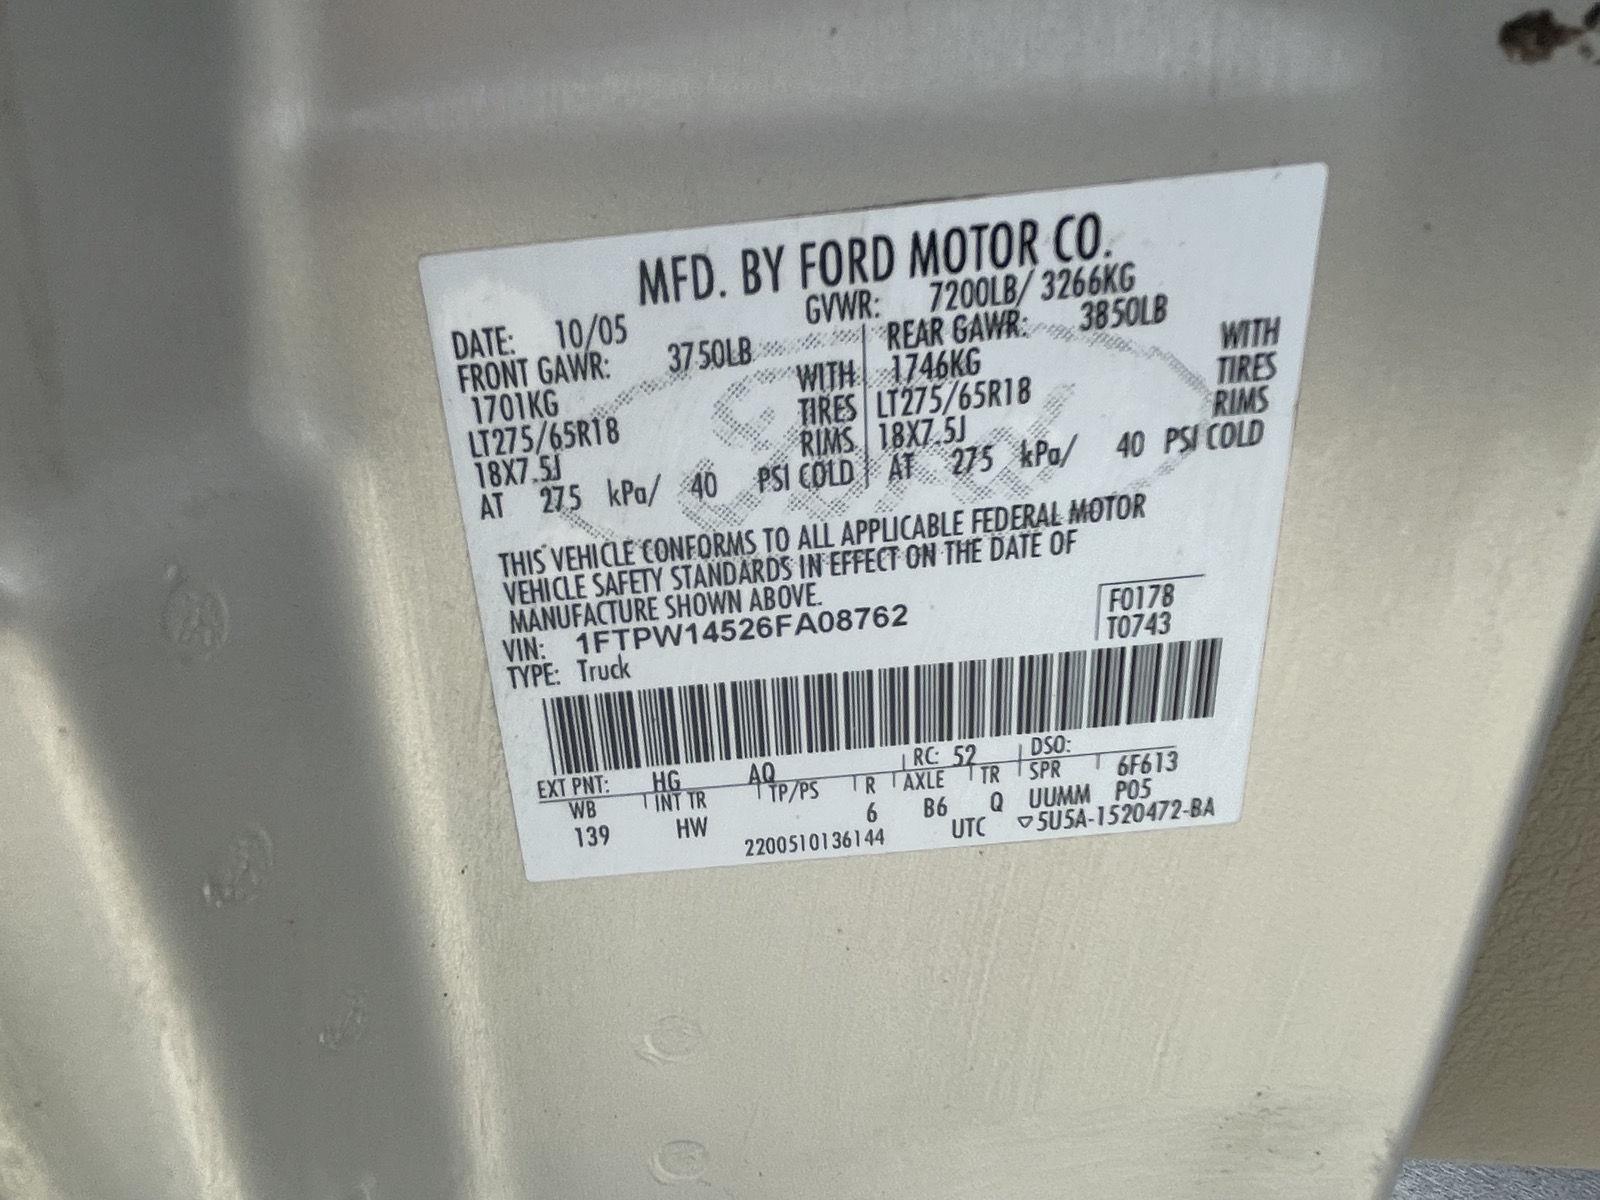 MFD. BY FORD MOTOR CO.
DATE: 10/05 GVWR: 7200LB/ 3266KG
FRONT GAWR: 3750LB REAR GAWR: 3850LB
1701KG WITH 1746KG WITH
LT275/65R18 TIRES LT275/65R18 TIRES
18X7.5J RIMS 18X7.5J RIMS
AT 275 kPa/ 40 PSI COLD AT 275 kPa/ 40 PSI COLD
THIS VEHICLE CONFORMS TO ALL APPLICABLE FEDERAL MOTOR
VEHICLE SAFETY STANDARDS IN EFFECT ON THE DATE OF
MANUFACTURE SHOWN ABOVE.
VIN: 1FTPW14526FA08762 F0178
TYPE: Truck T0743
EXT PNT: HG AQ RC: 52 DSO:
WB INT TR TP/PS R AXLE TR SPR 6F613
139 HW 6 B6 Q UUMM P05
2200510136144 UTC ▽5U5A-1520472-BA